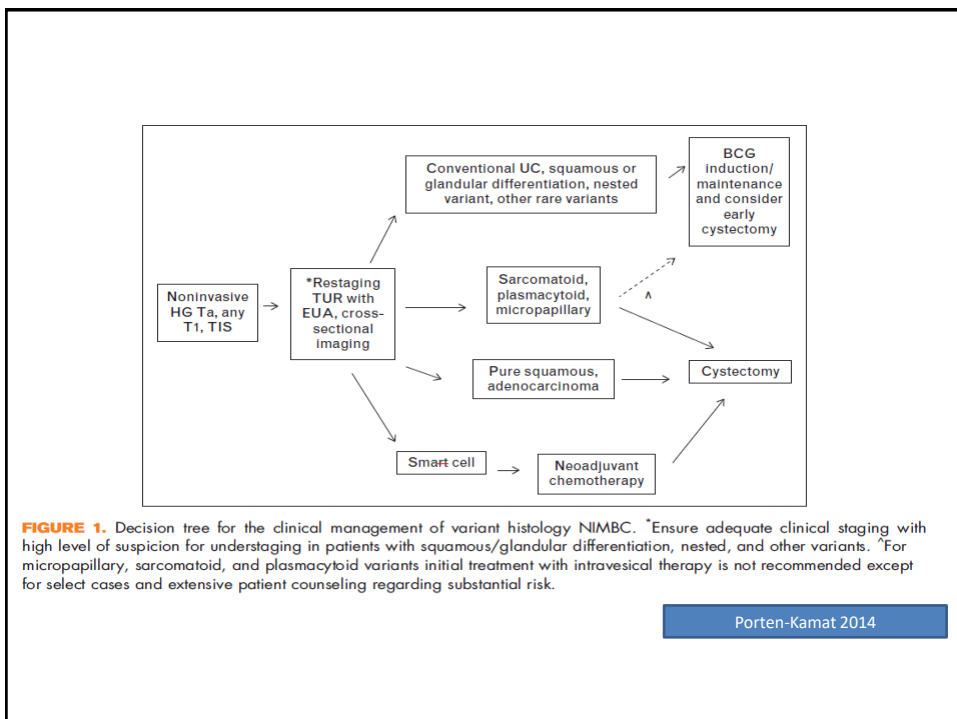 Noninvasive
HG Ta, any
T1, TIS
*Restaging
TUR with
EUA, cross-
sectional
imaging
Conventional UC, squamous or
glandular differentiation, nested
variant, other rare variants
BCG
induction/
maintenance
and consider
early
cystectomy
Sarcomatoid,
plasmacytoid,
micropapillary
^
Pure squamous,
adenocarcinoma
Cystectomy
Smart cell
Neoadjuvant
chemotherapy
FIGURE 1. Decision tree for the clinical management of variant histology NIMBC. *Ensure adequate clinical staging with
high level of suspicion for understaging in patients with squamous/glandular differentiation, nested, and other variants. ^For
micropapillary, sarcomatoid, and plasmacytoid variants initial treatment with intravesical therapy is not recommended except
for select cases and extensive patient counseling regarding substantial risk.
Porten-Kamat 2014